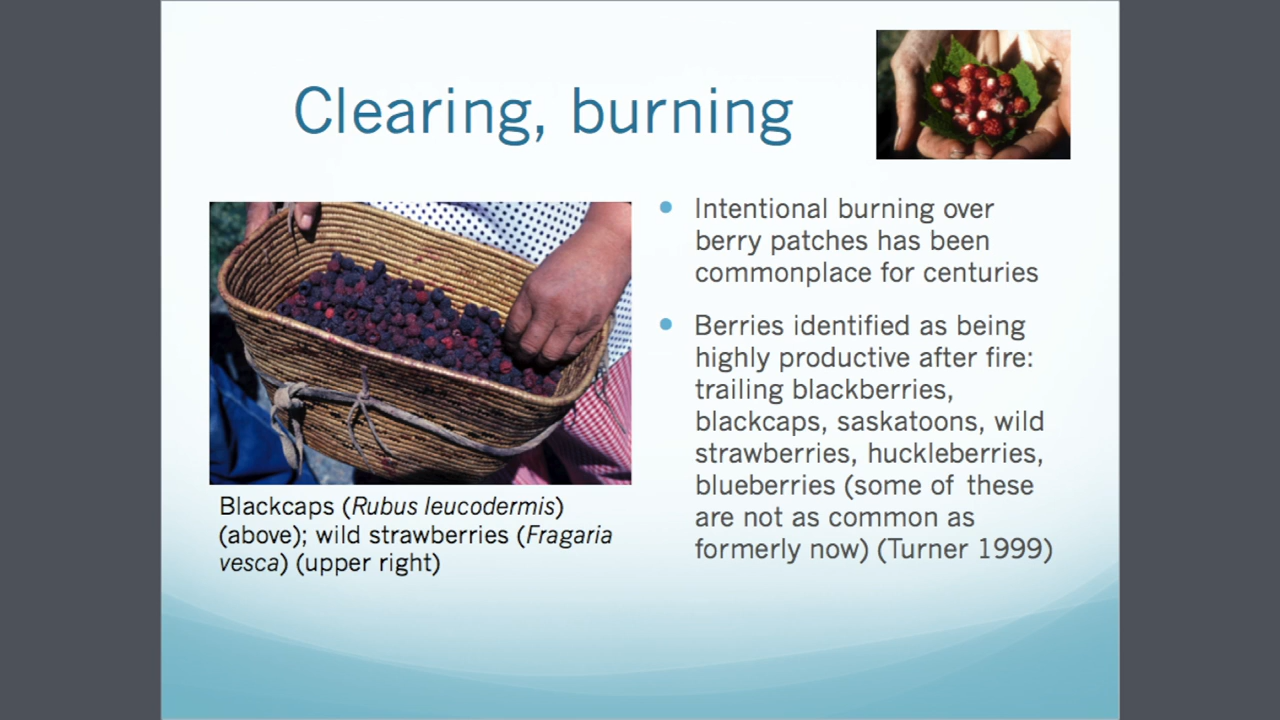 Clearing, burning
Intentional burning over
berry patches has been
commonplace for centuries
Berries identified as being
highly productive after fire:
trailing blackberries,
blackcaps, saskatoons, wild
strawberries, huckleberries,
blueberries (some of these
are not as common as
formerly now) (Turner 1999)
Blackcaps (Rubus leucodermis)
(above); wild strawberries (Fragaria
vesca) (upper right)